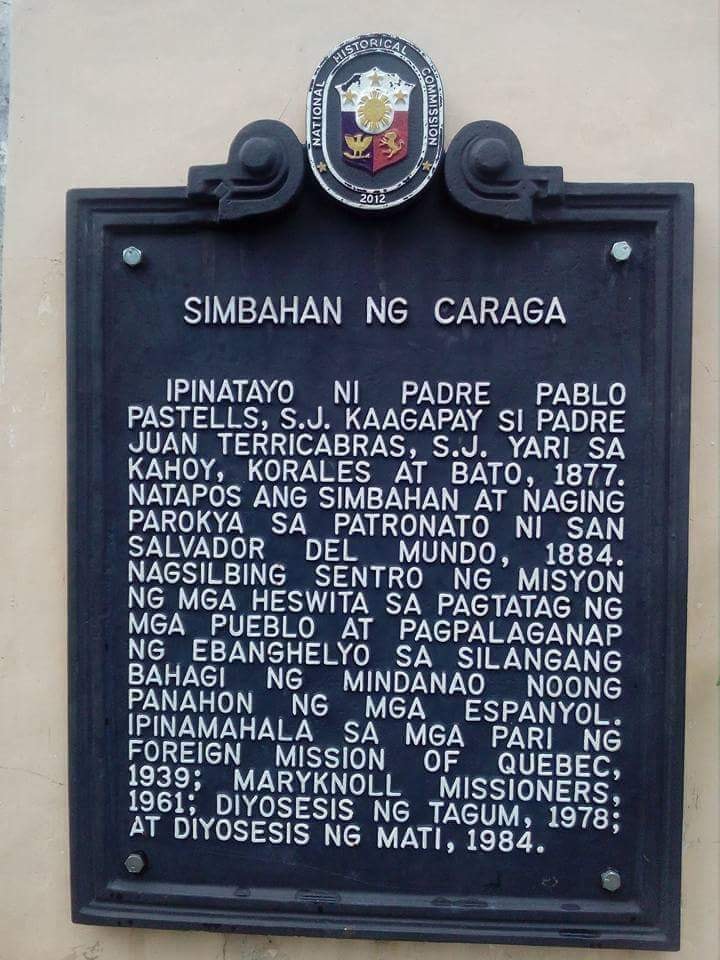 NATIONAL HISTORICAL COMMISSION
2012
SIMBAHAN NG CARAGA
IPINATAYO NI PADRE PABLO
PASTELLS, S.J. KAAGAPAY SI PADRE
JUAN TERRICABRAS, S.J. YARI SA
KAHOY, KORALES AT BATO, 1877.
NATAPOS ANG SIMBAHAN AT NAGING
PAROKYA SA PATRONATO NI SAN
SALVADOR DEL MUNDO, 1884.
NAGSILBING SENTRO NG MISYON
NG MGA HESWITA SA PAGTATAG NG
MGA PUEBLO AT PAGPALAGANAP
NG EBANGHELYO SA SILANGANG
BAHAGI NG MINDANAO NOONG
PANAHON NG MGA ESPANYOL.
IPINAMAHALA SA MGA PARI NG
FOREIGN MISSION OF QUEBEC,
1939; MARYKNOLL MISSIONERS,
1961; DIYOSESIS NG TAGUM, 1978;
AT DIYOSESIS NG MATI, 1984.